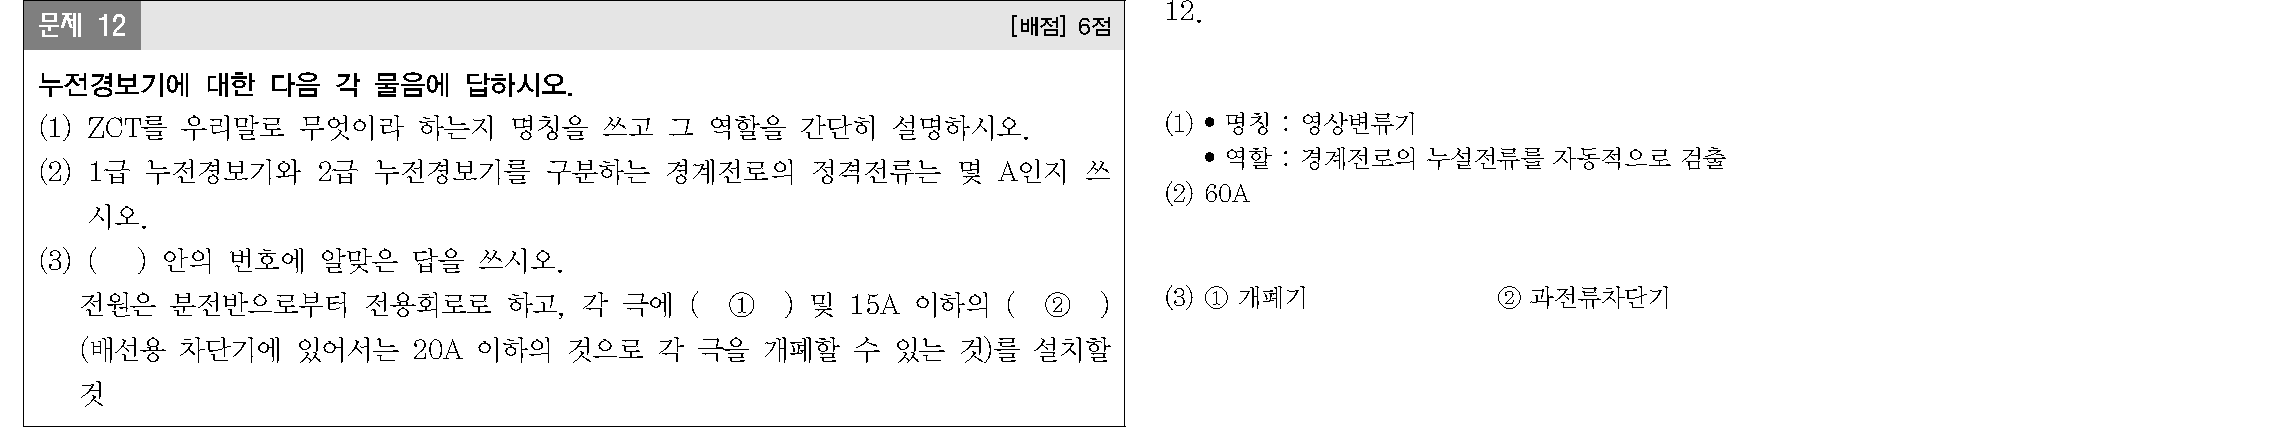 문제 12
[배점] 6점
누전경보기에 대한 다음 각 물음에 답하시오.
(1) ZCT를 우리말로 무엇이라 하는지 명칭을 쓰고 그 역할을 간단히 설명하시오.
(2) 1급 누전경보기와 2급 누전경보기를 구분하는 경계전로의 정격전류는 몇 A인지 쓰
시오.
(3) (    ) 안의 번호에 알맞은 답을 쓰시오.
전원은 분전반으로부터 전용회로로 하고, 각 극에 ( ① ) 및 15A 이하의 ( ② )
(배선용 차단기에 있어서는 20A 이하의 것으로 각 극을 개폐할 수 있는 것)를 설치할
것
12.
(1) • 명칭 : 영상변류기
• 역할 : 경계전로의 누설전류를 자동적으로 검출
(2) 60A
(3) ① 개폐기 ② 과전류차단기